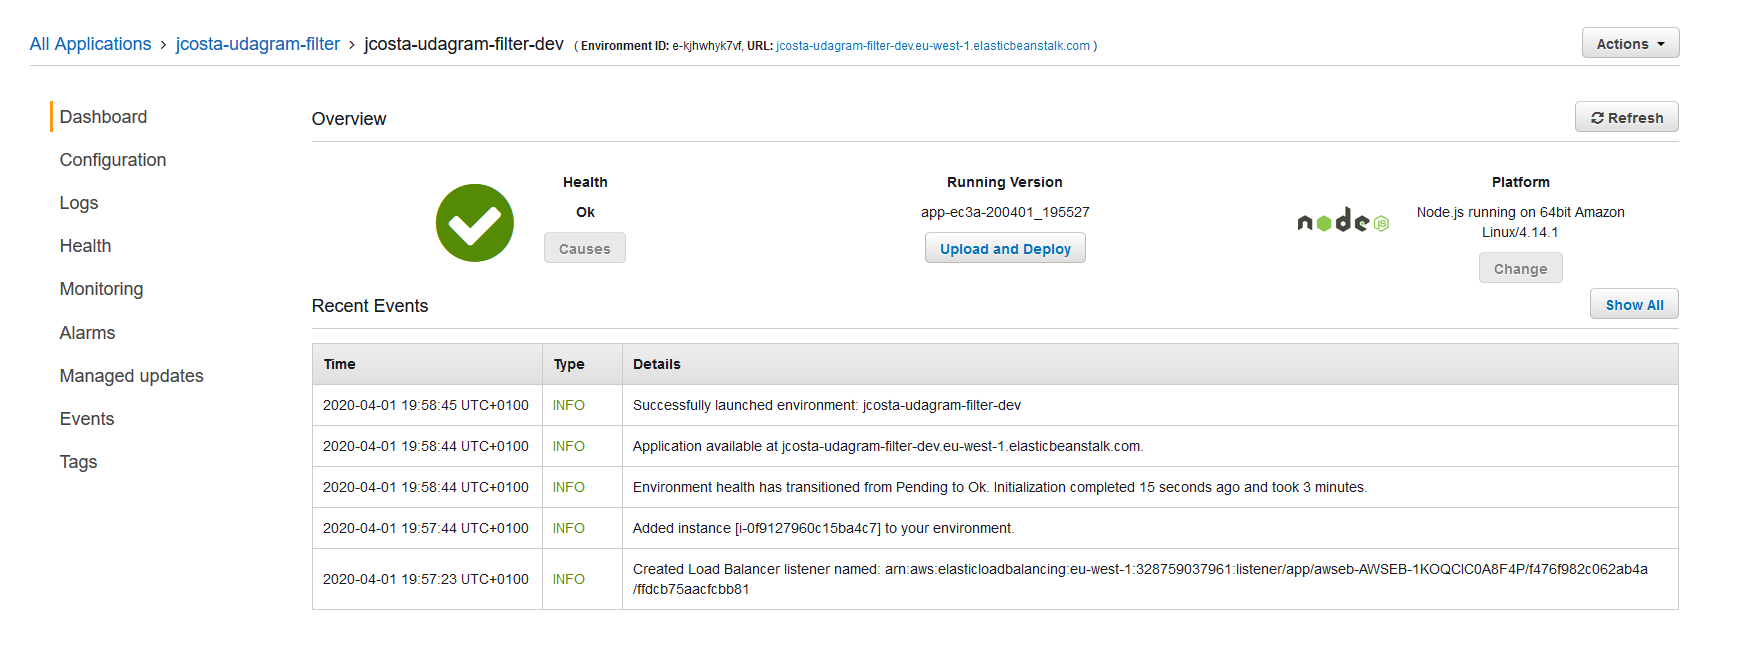 All Applications > jcosta-udagram-filter > jcosta-udagram-filter-dev ( Environment ID: e-kjhwhyk7vf, URL: jcosta-udagram-filter-dev.eu-west-1.elasticbeanstalk.com )
Actions
Dashboard
Configuration
Logs
Health
Monitoring
Alarms
Managed updates
Events
Tags
Overview
Refresh
Health
Ok
Causes
Running Version
app-ec3a-200401_195527
Upload and Deploy
node JS
Platform
Node.js running on 64bit Amazon
Linux/4.14.1
Change
Recent Events
Show All
Time Type Details
2020-04-01 19:58:45 UTC+0100 INFO Successfully launched environment: jcosta-udagram-filter-dev
2020-04-01 19:58:44 UTC+0100 INFO Application available at jcosta-udagram-filter-dev.eu-west-1.elasticbeanstalk.com.
2020-04-01 19:58:44 UTC+0100 INFO Environment health has transitioned from Pending to Ok. Initialization completed 15 seconds ago and took 3 minutes.
2020-04-01 19:57:44 UTC+0100 INFO Added instance [i-0f9127960c15ba4c7] to your environment.
2020-04-01 19:57:23 UTC+0100 INFO Created Load Balancer listener named: arn:aws:elasticloadbalancing:eu-west-1:328759037961:listener/app/awseb-AWSEB-1KOQCIC0A8F4P/f476f982c062ab4a
/ffdcb75aacfcbb81